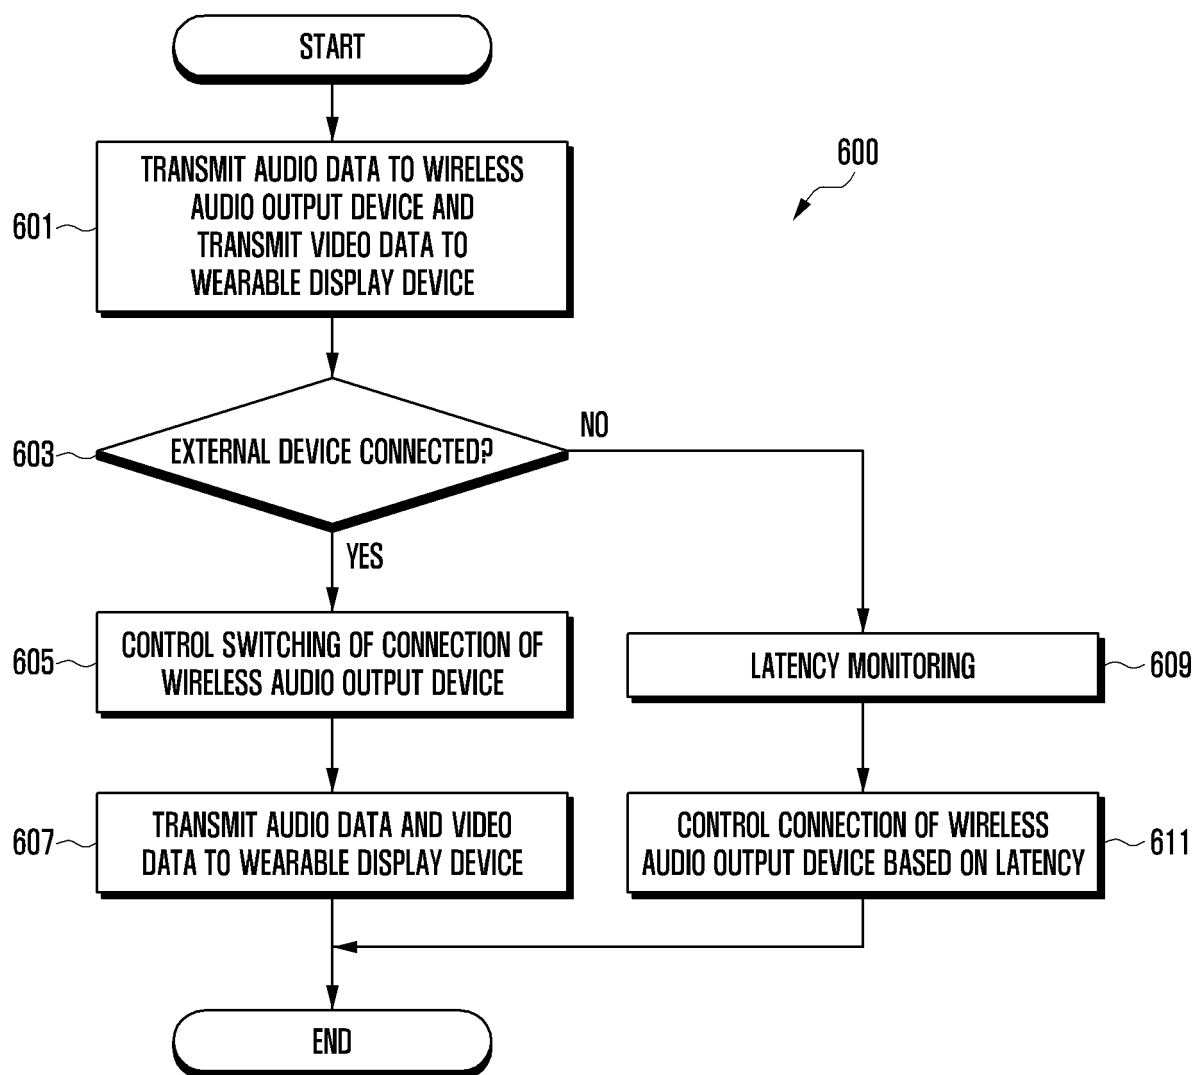 START
600
TRANSMIT AUDIO DATA TO WIRELESS
AUDIO OUTPUT DEVICE AND
TRANSMIT VIDEO DATA TO
WEARABLE DISPLAY DEVICE
601
EXTERNAL DEVICE CONNECTED?
603
NO
YES
605
CONTROL SWITCHING OF CONNECTION OF
WIRELESS AUDIO OUTPUT DEVICE
LATENCY MONITORING
609
607
TRANSMIT AUDIO DATA AND VIDEO
DATA TO WEARABLE DISPLAY DEVICE
CONTROL CONNECTION OF WIRELESS
AUDIO OUTPUT DEVICE BASED ON LATENCY
611
END